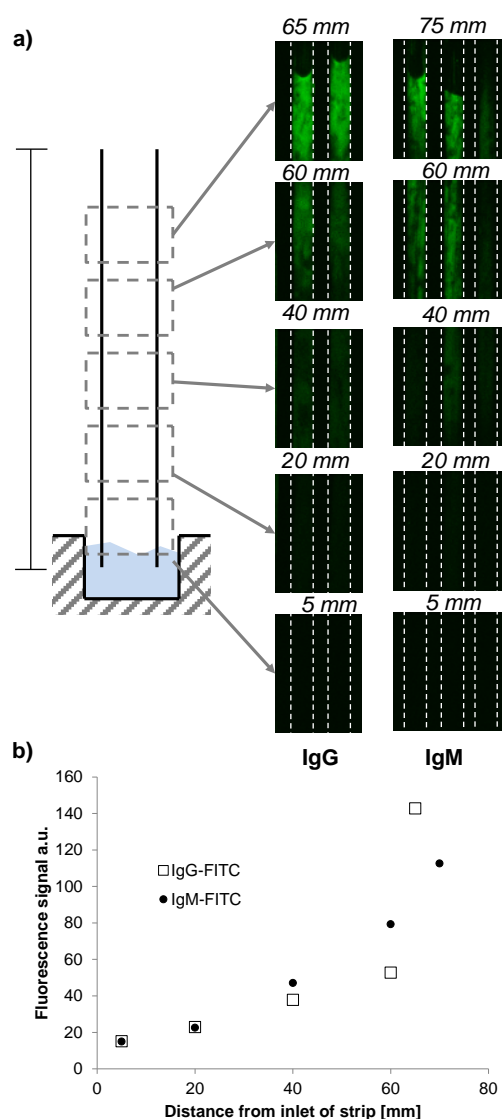 a)
65 mm 75 mm
60 mm 60 mm
40 mm 40 mm
20 mm 20 mm
5 mm 5 mm
IgG IgM
b)
160
140
120
100
80
60
40
20
0
Fluorescence signal a.u.
IgG-FITC
IgM-FITC
0 20 40 60 80
Distance from inlet of strip [mm]